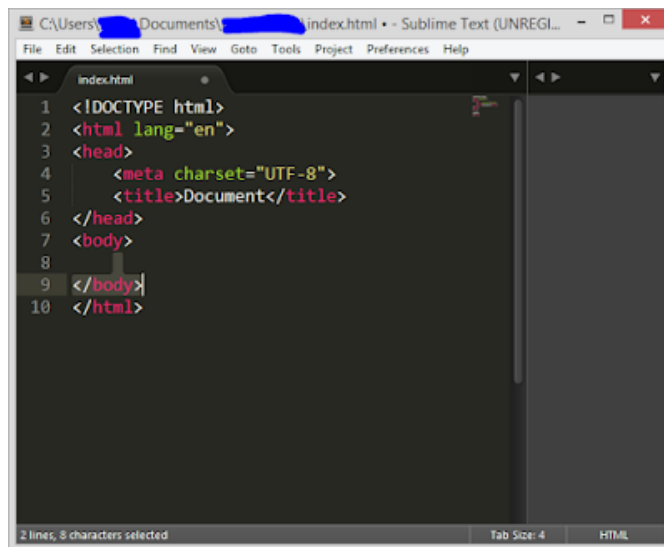 C:\Users\ \Documents\ \index.html • - Sublime Text (UNREGI...
File Edit Selection Find View Goto Tools Project Preferences Help
index.html
1 <!DOCTYPE html>
2 <html lang="en">
3 <head>
4 <meta charset="UTF-8">
5 <title>Document</title>
6 </head>
7 <body>
8
9 </body>
10 </html>
2 lines, 8 characters selected Tab Size: 4 HTML